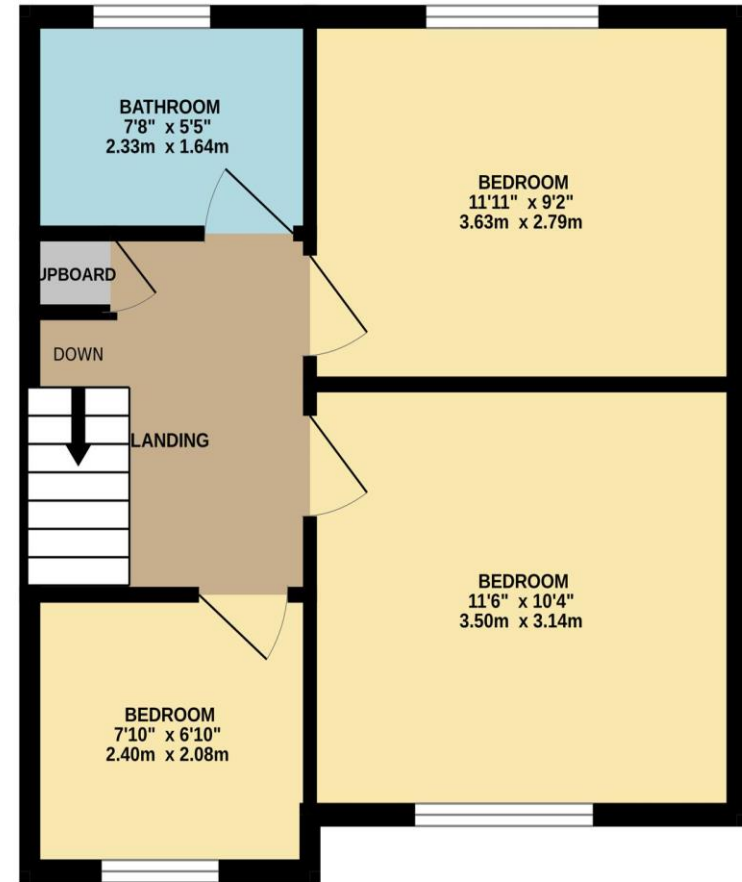 BATHROOM
7'8" x 5'5"
2.33m x 1.64m
BEDROOM
11'11" x 9'2"
3.63m x 2.79m
UPBOARD
DOWN
LANDING
BEDROOM
11'6" x 10'4"
3.50m x 3.14m
BEDROOM
7'10" x 6'10"
2.40m x 2.08m